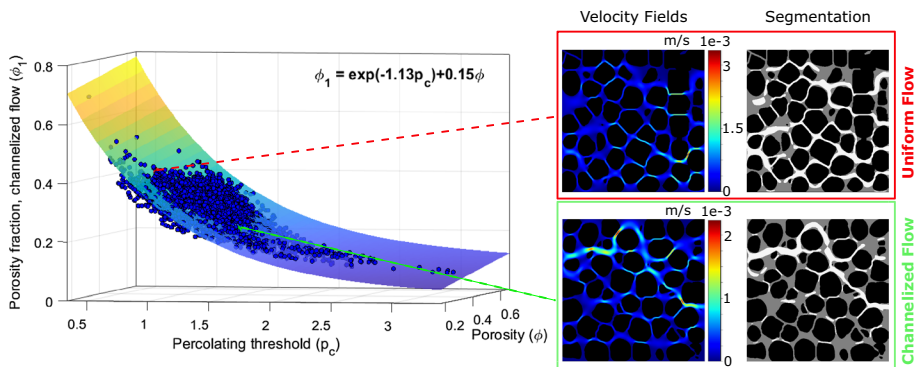 Velocity Fields
Segmentation
m/s 1e-3
3
1.5
0
Uniform Flow
ϕ₁ = exp(-1.13p_c)+0.15ϕ
Porosity fraction, channelized flow (ϕ₁)
0.8
0.6
0.4
0.2
0
0.5 1 1.5 2 2.5 3 0.2 0.4 0.6
Percolating threshold (p_c)
Porosity (ϕ)
m/s 1e-3
2
1
0
Channelized Flow